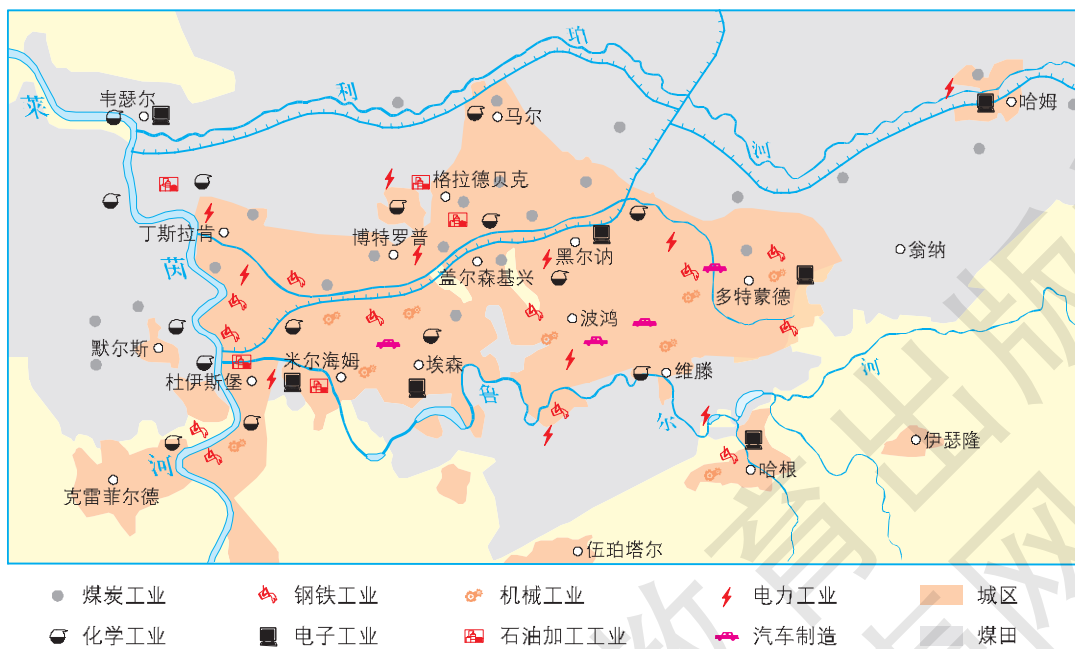 珀
利
莱
韦瑟尔
哈姆
马尔
河
格拉德贝克
丁斯拉肯
博特罗普
黑尔讷
翁纳
茵
盖尔森基兴
多特蒙德
波鸿
默尔斯
米尔海姆
埃森
维滕
河
杜伊斯堡
鲁
尔
伊瑟隆
河
哈根
克雷菲尔德
伍珀塔尔
煤炭工业 钢铁工业 机械工业 电力工业 城区
化学工业 电子工业 石油加工工业 汽车制造 煤田
教育出版
网